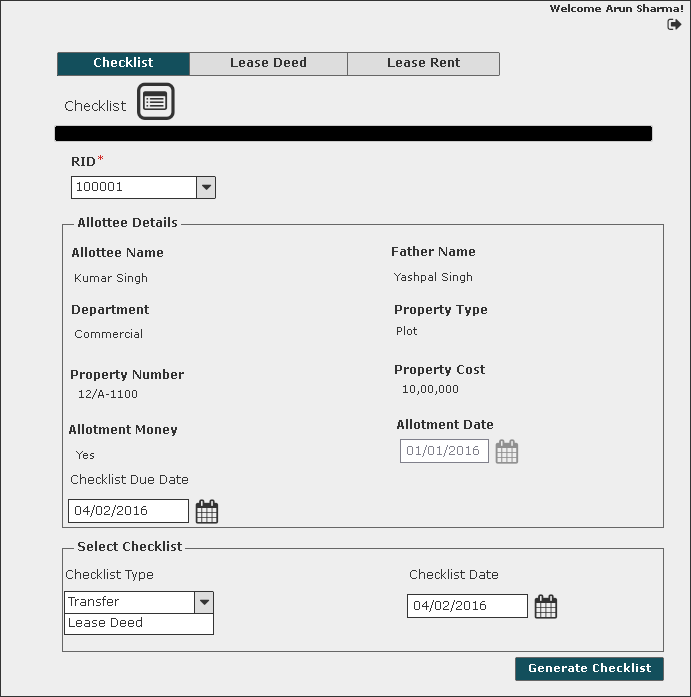 Welcome Arun Sharma!
Checklist Lease Deed Lease Rent
Checklist
RID*
100001
Allottee Details
Allottee Name Father Name
Kumar Singh Yashpal Singh
Department Property Type
Commercial Plot
Property Number Property Cost
12/A-1100 10,00,000
Allotment Money Allotment Date
Yes 01/01/2016
Checklist Due Date
04/02/2016
Select Checklist
Checklist Type Checklist Date
Transfer 04/02/2016
Lease Deed
Generate Checklist